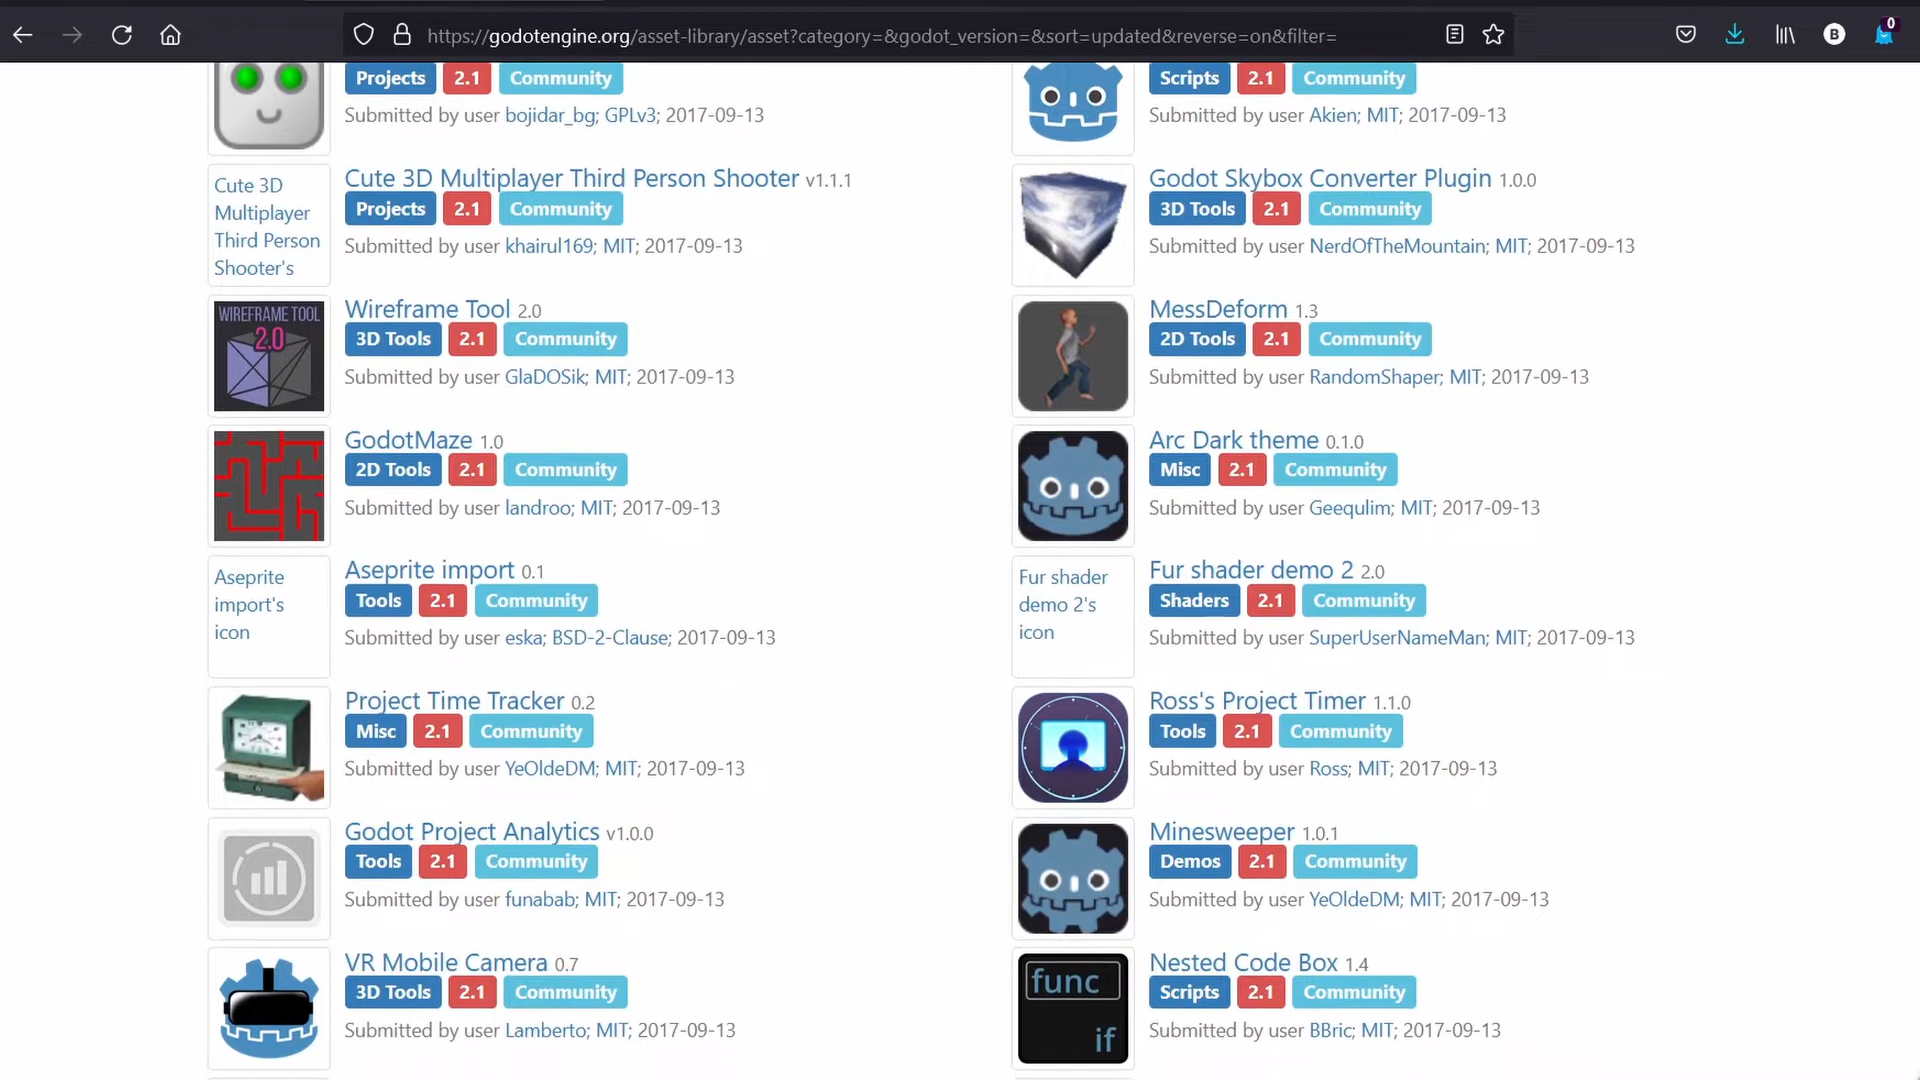 https://godotengine.org/asset-library/asset?category=&godot_version=&sort=updated&reverse=on&filter=
B
0
Projects 2.1 Community
Submitted by user bojidar_bg; GPLv3; 2017-09-13
Scripts 2.1 Community
Submitted by user Akien; MIT; 2017-09-13
Cute 3D
Multiplayer
Third Person
Shooter's
Cute 3D Multiplayer Third Person Shooter v1.1.1
Projects 2.1 Community
Submitted by user khairul169; MIT; 2017-09-13
Godot Skybox Converter Plugin 1.0.0
3D Tools 2.1 Community
Submitted by user NerdOfTheMountain; MIT; 2017-09-13
WIREFRAME TOOL
2.0
Wireframe Tool 2.0
3D Tools 2.1 Community
Submitted by user GlaDOSik; MIT; 2017-09-13
MessDeform 1.3
2D Tools 2.1 Community
Submitted by user RandomShaper; MIT; 2017-09-13
GodotMaze 1.0
2D Tools 2.1 Community
Submitted by user landroo; MIT; 2017-09-13
Arc Dark theme 0.1.0
Misc 2.1 Community
Submitted by user Geequlim; MIT; 2017-09-13
Aseprite
import's
icon
Aseprite import 0.1
Tools 2.1 Community
Submitted by user eska; BSD-2-Clause; 2017-09-13
Fur shader
demo 2's
icon
Fur shader demo 2 2.0
Shaders 2.1 Community
Submitted by user SuperUserNameMan; MIT; 2017-09-13
Project Time Tracker 0.2
Misc 2.1 Community
Submitted by user YeOldeDM; MIT; 2017-09-13
Ross's Project Timer 1.1.0
Tools 2.1 Community
Submitted by user Ross; MIT; 2017-09-13
Godot Project Analytics v1.0.0
Tools 2.1 Community
Submitted by user funabab; MIT; 2017-09-13
Minesweeper 1.0.1
Demos 2.1 Community
Submitted by user YeOldeDM; MIT; 2017-09-13
VR Mobile Camera 0.7
3D Tools 2.1 Community
Submitted by user Lamberto; MIT; 2017-09-13
func
if
Nested Code Box 1.4
Scripts 2.1 Community
Submitted by user BBric; MIT; 2017-09-13